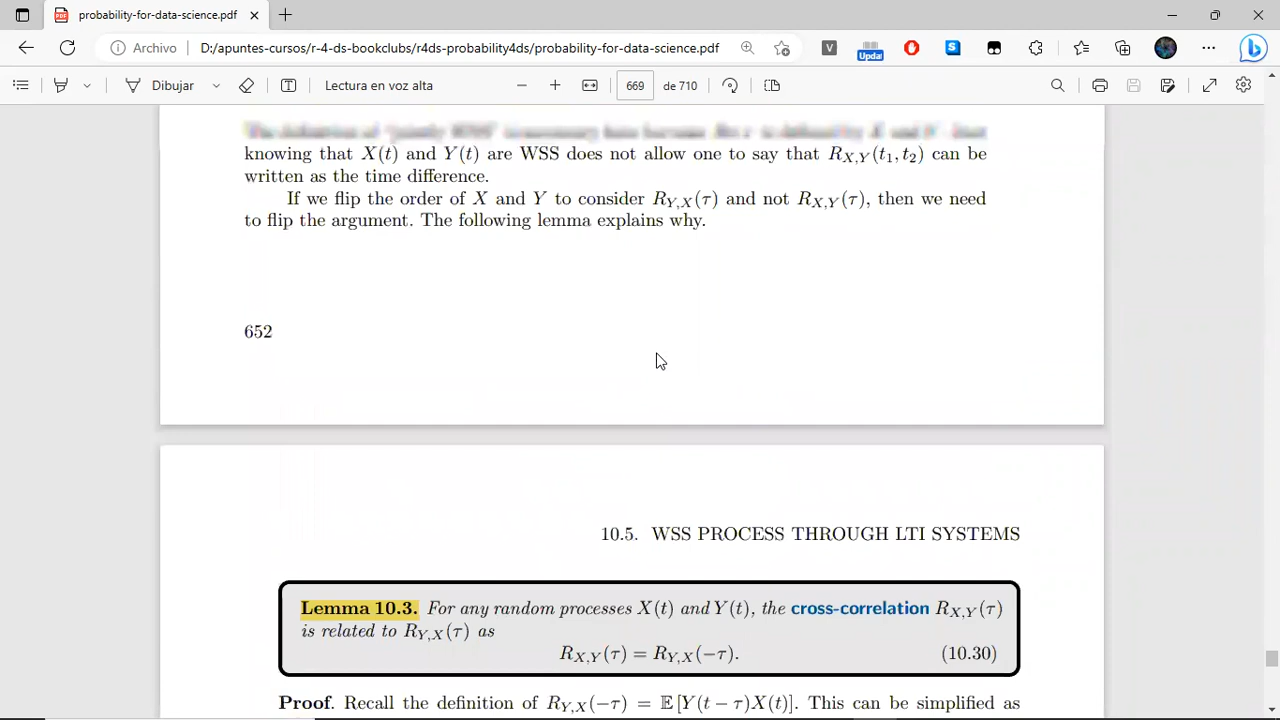 probability-for-data-science.pdf
Archivo D:/apuntes-cursos/r-4-ds-bookclubs/r4ds-probability4ds/probability-for-data-science.pdf
V
Updat
S
Dibujar
Lectura en voz alta
669 de 710
knowing that X(t) and Y(t) are WSS does not allow one to say that R_{X,Y}(t₁, t₂) can be
written as the time difference.
If we flip the order of X and Y to consider R_{Y,X}(τ) and not R_{X,Y}(τ), then we need
to flip the argument. The following lemma explains why.
652
10.5. WSS PROCESS THROUGH LTI SYSTEMS
Lemma 10.3. For any random processes X(t) and Y(t), the cross-correlation R_{X,Y}(τ)
is related to R_{Y,X}(τ) as
R_{X,Y}(τ) = R_{Y,X}(−τ). (10.30)
Proof. Recall the definition of R_{Y,X}(−τ) = 𝔼[Y(t − τ)X(t)]. This can be simplified as